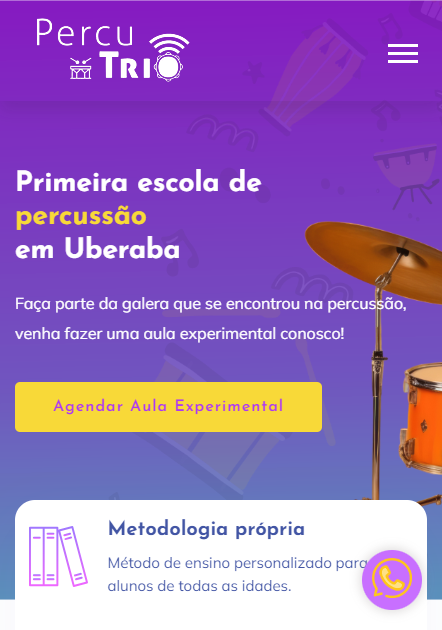 Percu
TRIO
Primeira escola de
percussão
em Uberaba
Faça parte da galera que se encontrou na percussão,
venha fazer uma aula experimental conosco!
Agendar Aula Experimental
Metodologia própria
Método de ensino personalizado para
alunos de todas as idades.